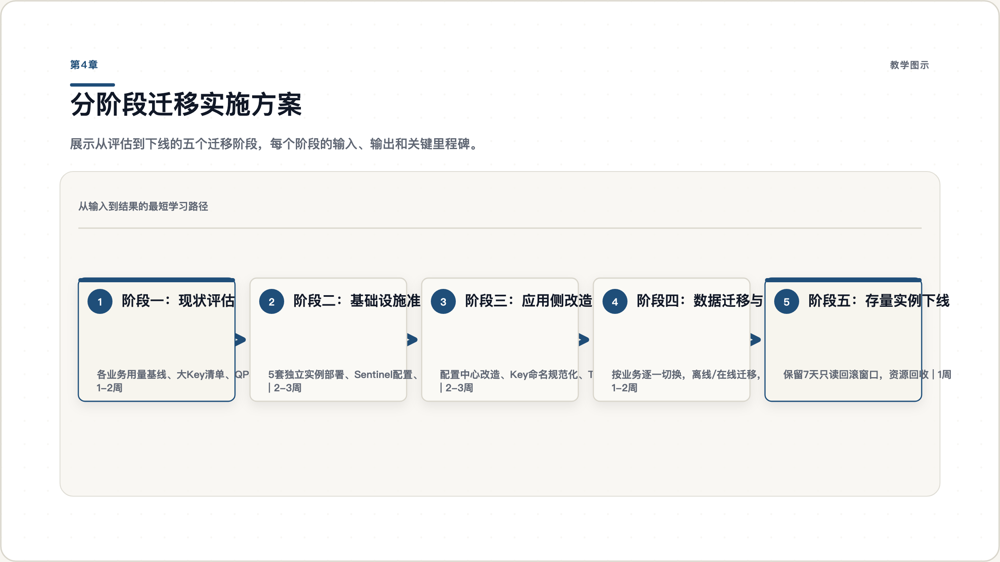 第4章
教学图示
分阶段迁移实施方案
展示从评估到下线的五个迁移阶段，每个阶段的输入、输出和关键里程碑。
从输入到结果的最短学习路径
1 阶段一：现状评估
各业务用量基线、大Key清单、QP
1-2周
2 阶段二：基础设施准
5套独立实例部署、Sentinel配置、
| 2-3周
3 阶段三：应用侧改造
配置中心改造、Key命名规范化、T
| 2-3周
4 阶段四：数据迁移与
按业务逐一切换，离线/在线迁移，
1-2周
5 阶段五：存量实例下线
保留7天只读回滚窗口，资源回收 | 1周